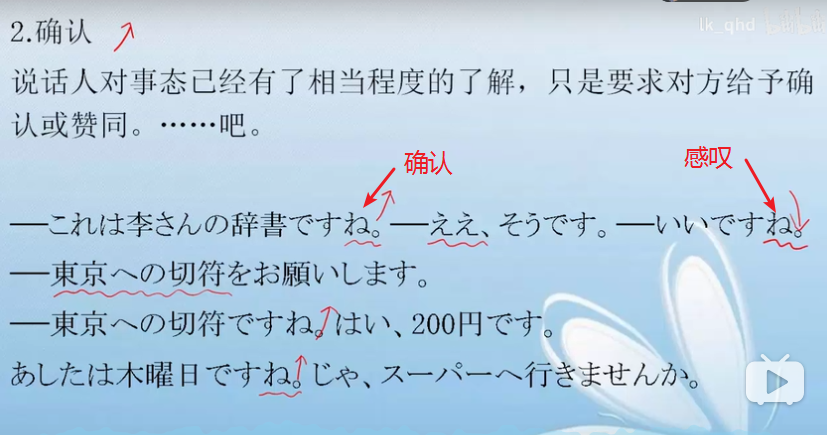 lk_qhd
2.确认
说话人对事态已经有了相当程度的了解，只是要求对方给予确
认或赞同。……吧。
确认
感叹
—これは李さんの辞書ですね。—ええ、そうです。—いいですね。
—東京への切符をお願いします。
—東京への切符ですね。はい、200円です。
あしたは木曜日ですね。じゃ、スーパーへ行きませんか。